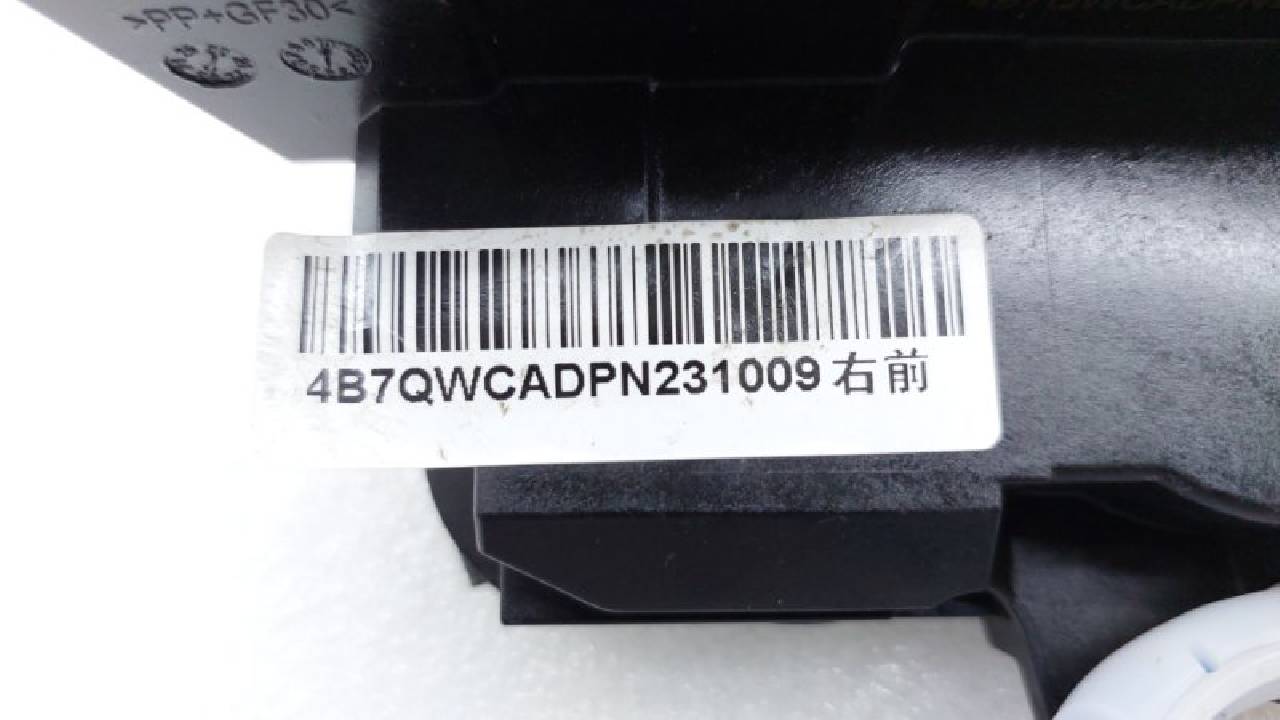 >PP+GF30<
4B7QWCADPN231009 右前